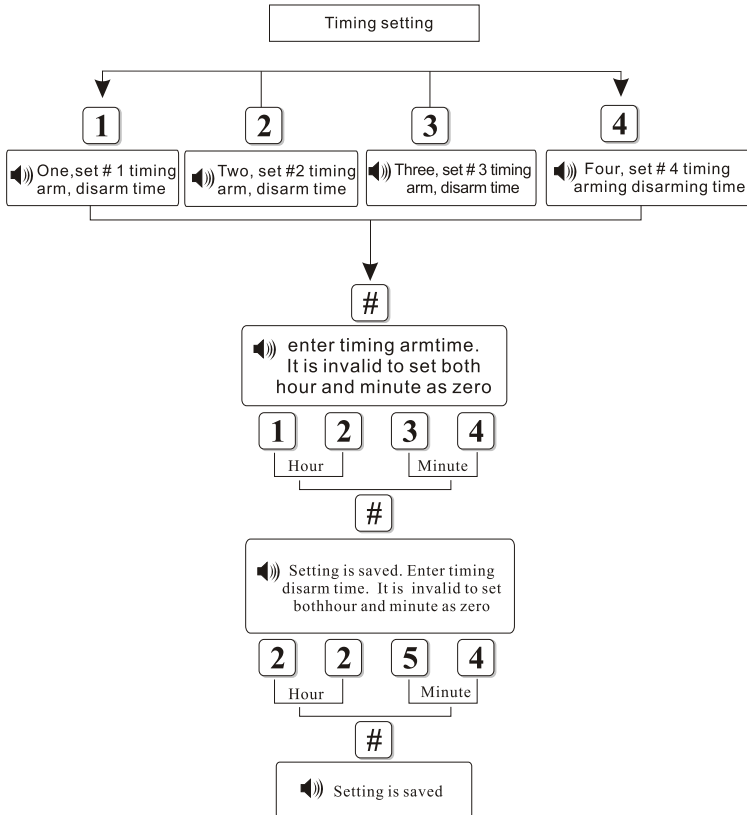 Timing setting
1
2
3
4
One,set # 1 timing
arm, disarm time
Two, set #2 timing
arm, disarm time
Three, set # 3 timing
arm, disarm time
Four, set # 4 timing
arming disarming time
#
enter timing armtime.
It is invalid to set both
hour and minute as zero
1 2 3 4
Hour Minute
#
Setting is saved. Enter timing
disarm time. It is invalid to set
bothhour and minute as zero
2 2 5 4
Hour Minute
#
Setting is saved